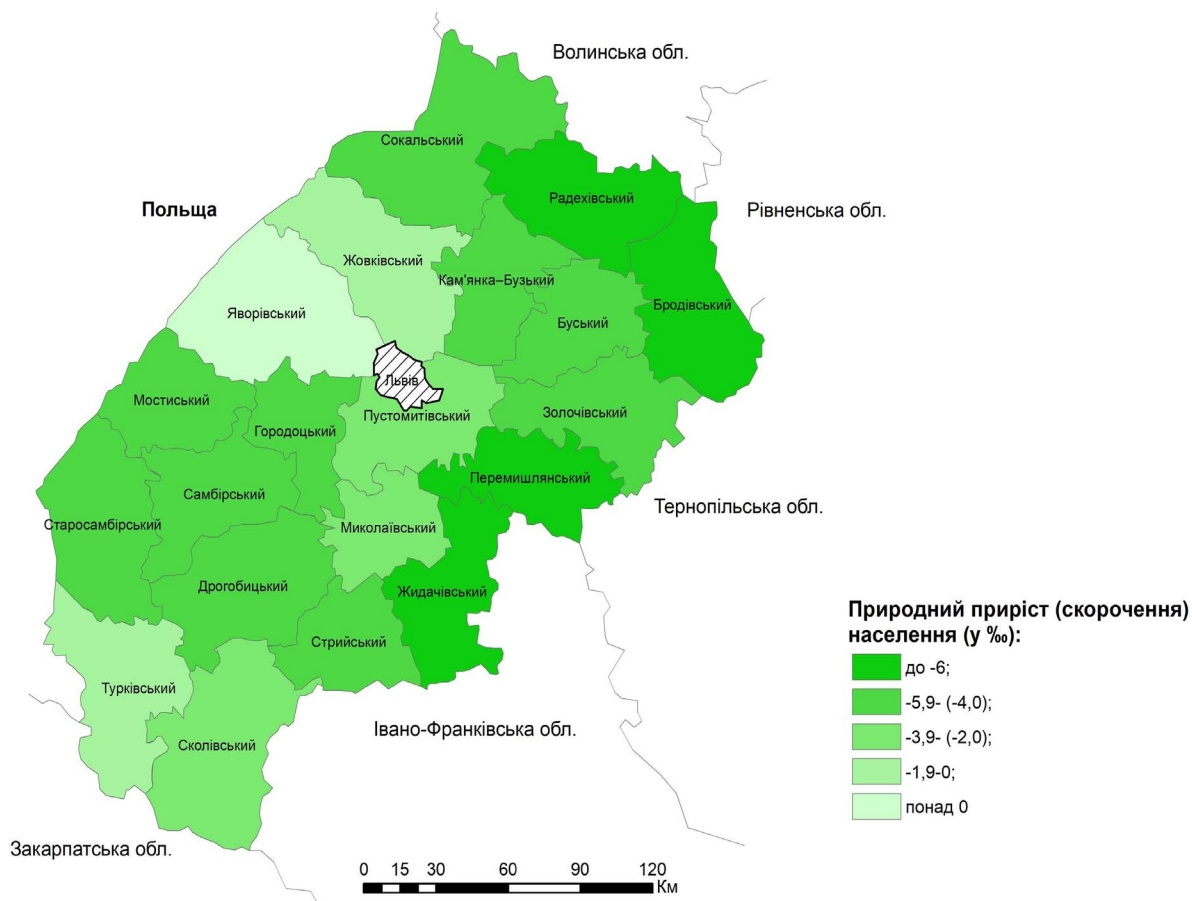 Волинська обл.
Сокальський
Радехівський
Польща
Рівненська обл.
Жовківський
Кам'янка–Бузький
Яворівський
Бродівський
Буський
Львів
Мостиський
Пустомитівський
Золочівський
Городоцький
Перемишлянський
Самбірський
Тернопільська обл.
Старосамбірський
Миколаївський
Дрогобицький
Жидачівський
Стрийський
Турківський
Івано-Франківська обл.
Сколівський
Закарпатська обл.
Природний приріст (скорочення)
населення (у ‰):
до -6;
-5,9- (-4,0);
-3,9- (-2,0);
-1,9-0;
понад 0
0 15 30 60 90 120
Км